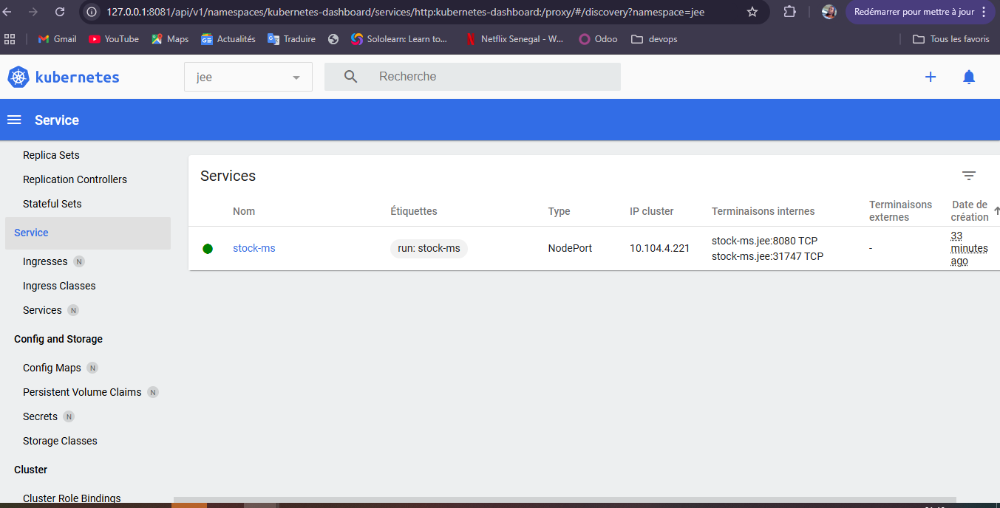 127.0.0.1:8081/api/v1/namespaces/kubernetes-dashboard/services/http:kubernetes-dashboard:/proxy/#/discovery?namespace=jee
Redémarrer pour mettre à jour
Gmail YouTube Maps Actualités Traduire Sololearn: Learn to... Netflix Senegal - W... Odoo devops Tous les favoris
kubernetes jee Recherche
Service
Replica Sets
Replication Controllers
Stateful Sets
Service
Ingresses N
Ingress Classes
Services N
Config and Storage
Config Maps N
Persistent Volume Claims N
Secrets N
Storage Classes
Cluster
Cluster Role Bindings
Services
Nom Étiquettes Type IP cluster Terminaisons internes Terminaisons externes Date de création
stock-ms run: stock-ms NodePort 10.104.4.221
stock-ms.jee:8080 TCP
stock-ms.jee:31747 TCP
-
33
minutes
ago